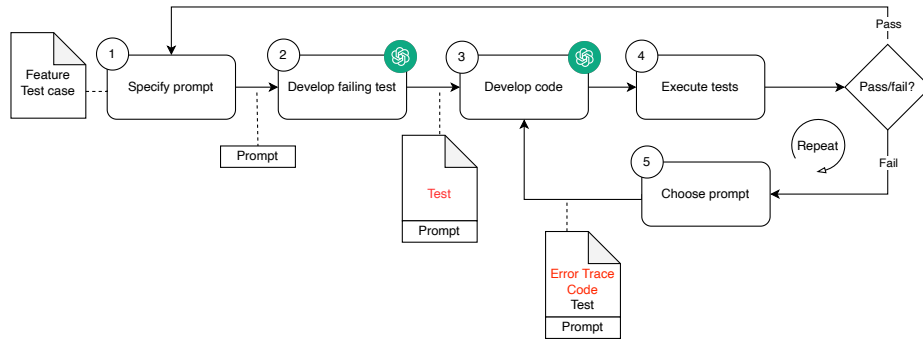 Pass
1
2
3
4
Feature
Test case
Specify prompt
Develop failing test
Develop code
Execute tests
Pass/fail?
Prompt
Repeat
Fail
5
Test
Choose prompt
Prompt
Error Trace
Code
Test
Prompt